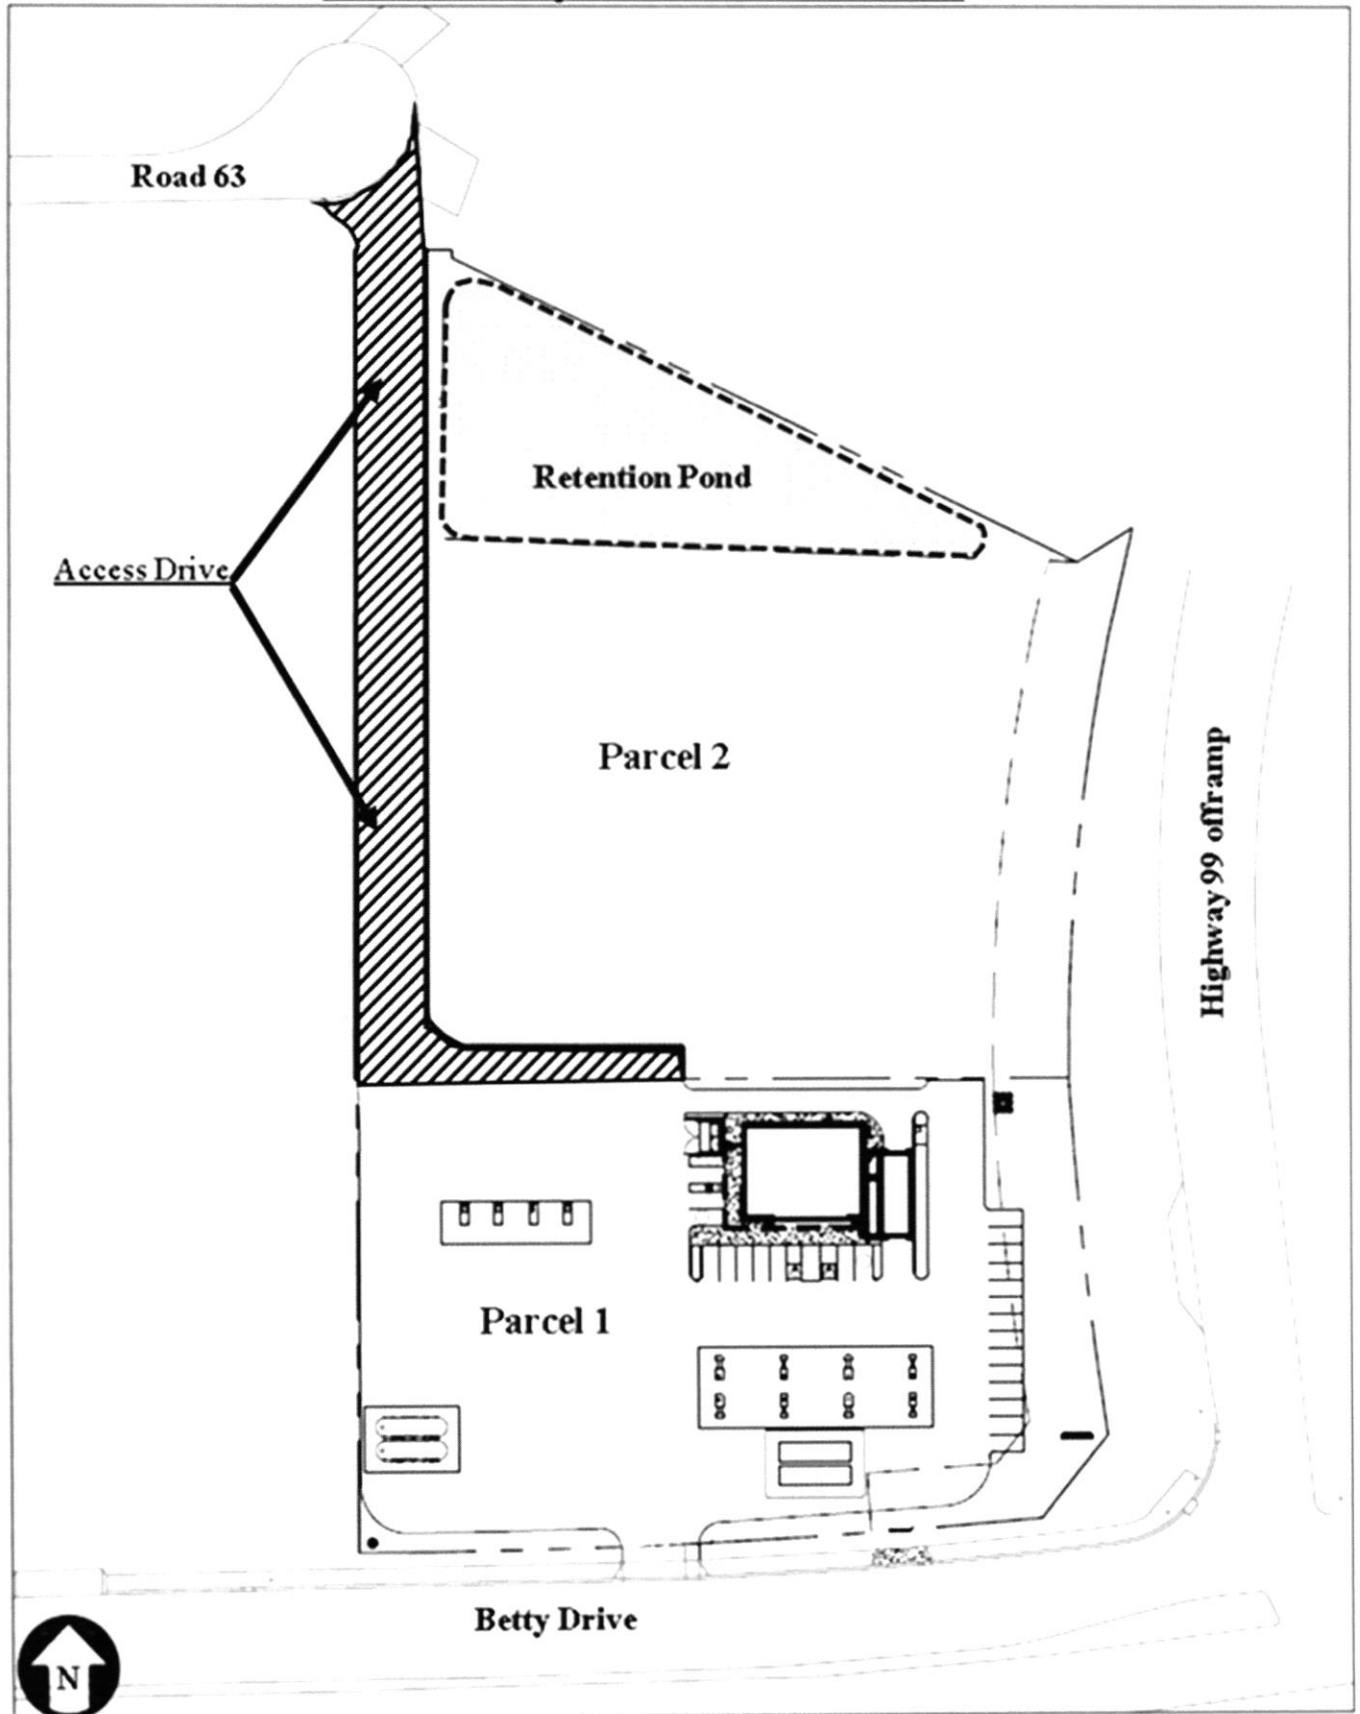 Road 63
Retention Pond
Access Drive
Parcel 2
Highway 99 offramp
Parcel 1
Betty Drive
N